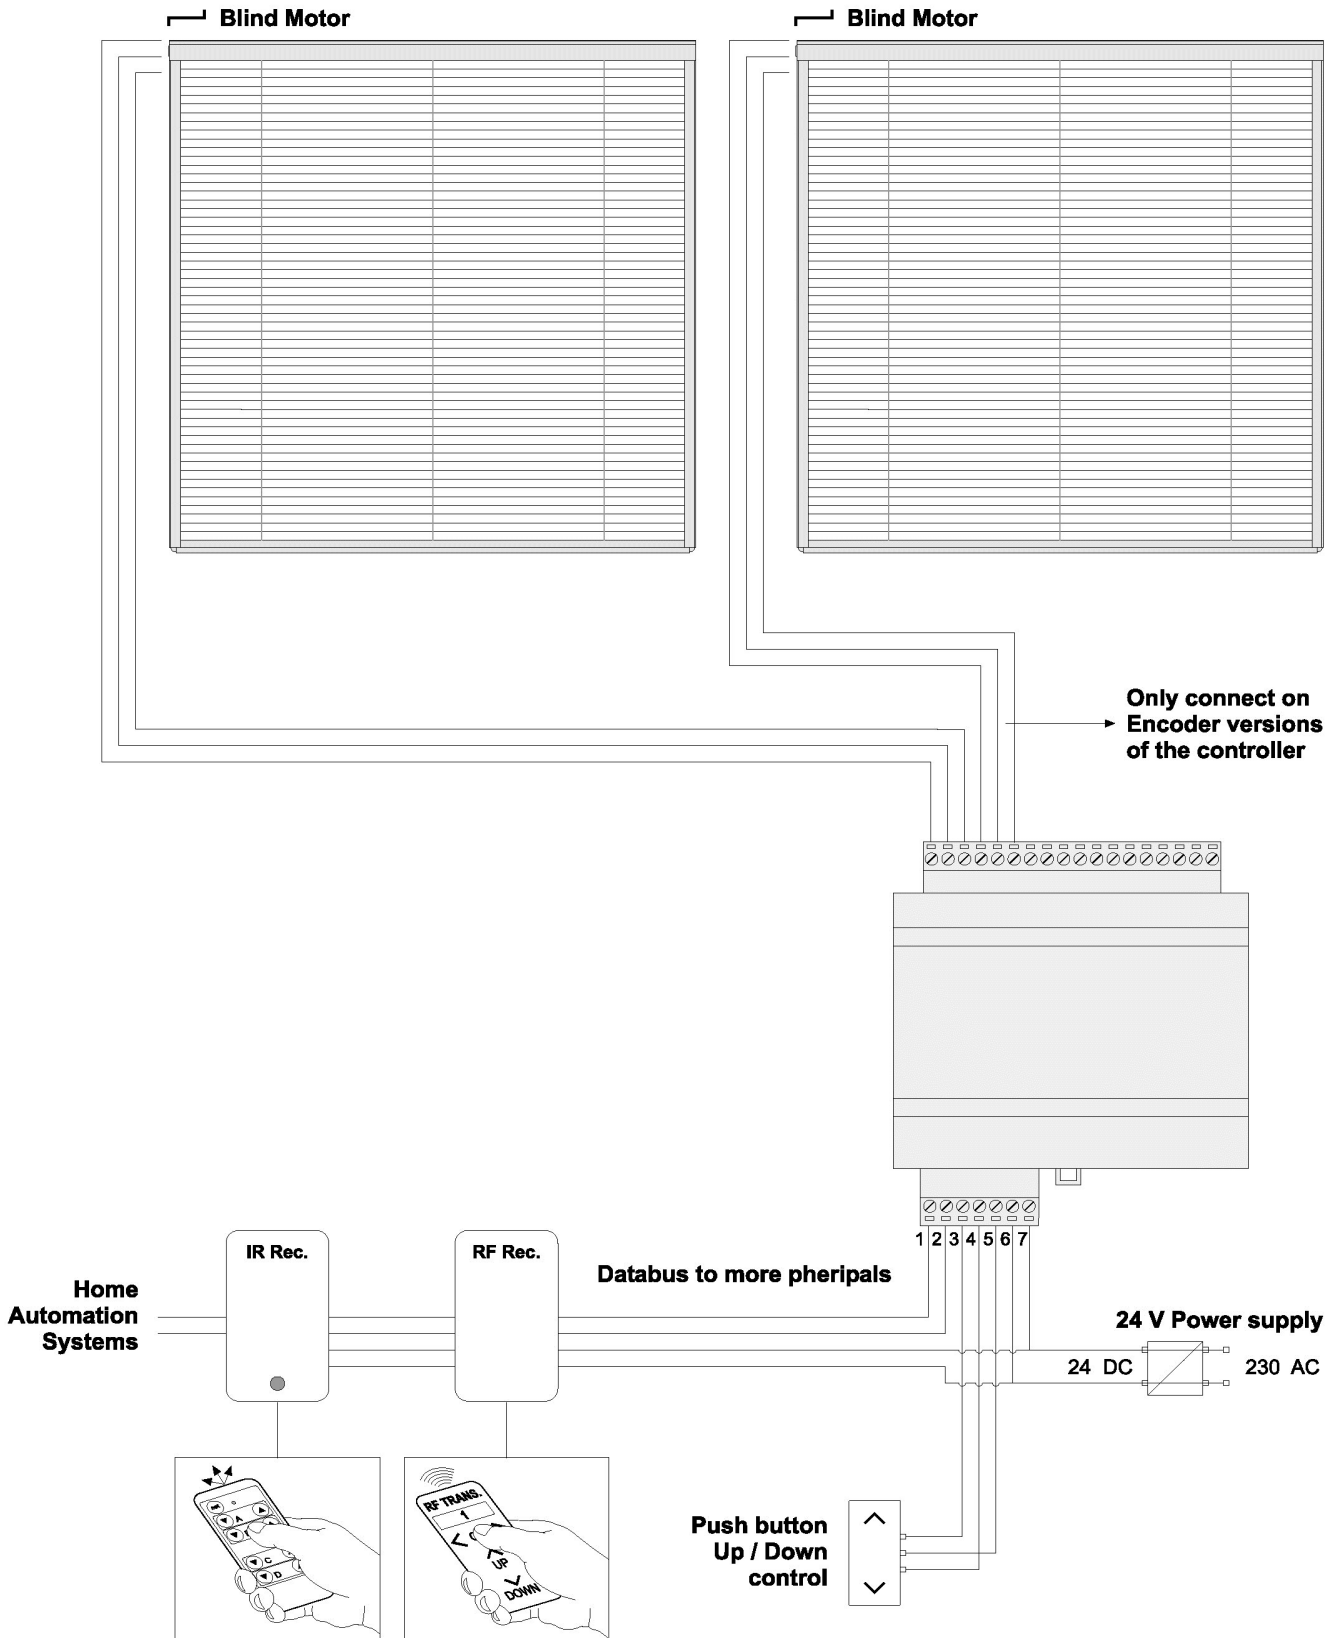 Blind Motor
Blind Motor
Only connect on
Encoder versions
of the controller
1 2 3 4 5 6 7
IR Rec.
RF Rec.
Databus to more pheripals
Home
Automation
Systems
24 V Power supply
24 DC
230 AC
A
C
D
RF TRANS.
1
UP
DOWN
Push button
Up / Down
control